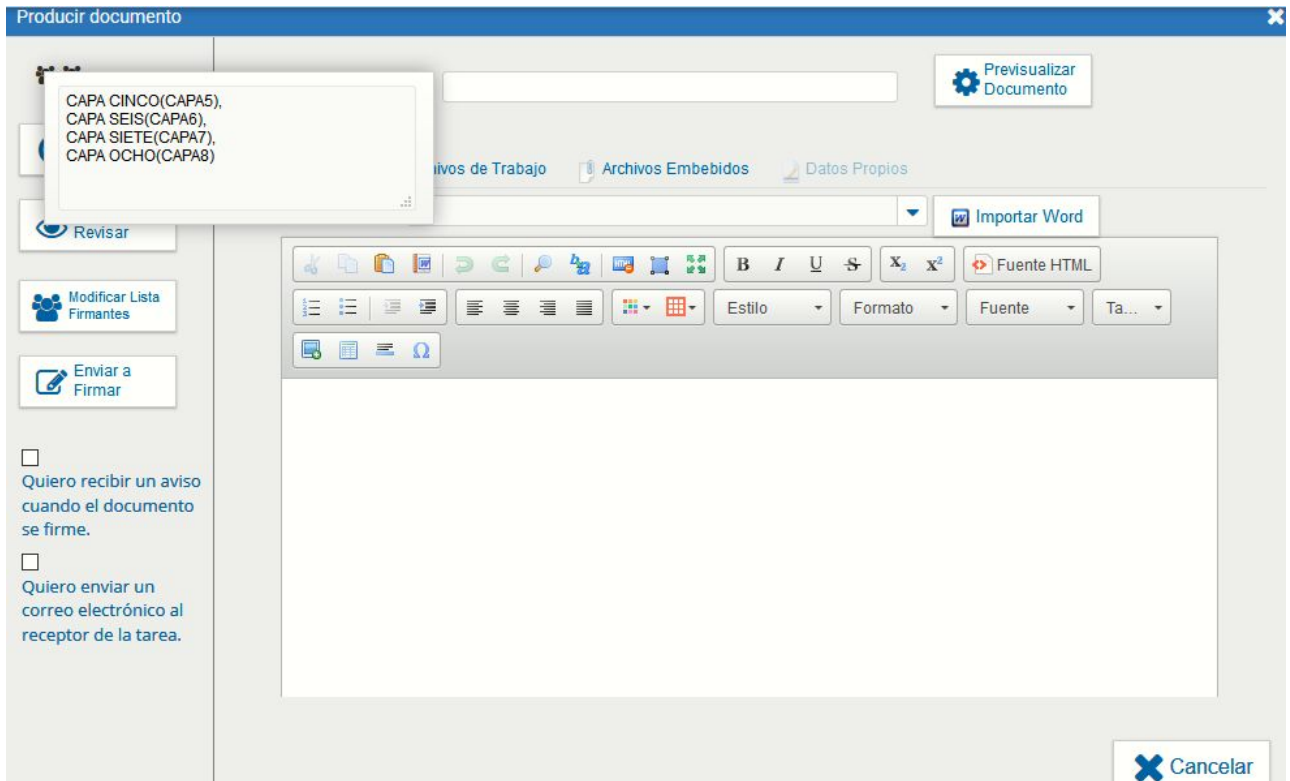 Producir documento
CAPA CINCO(CAPA5),
CAPA SEIS(CAPA6),
CAPA SIETE(CAPA7),
CAPA OCHO(CAPA8)
Previsualizar
Documento
de Trabajo
Archivos Embebidos
Datos Propios
Importar Word
Revisar
Modificar Lista
Firmantes
Enviar a
Firmar
B I U S X₂ X² Fuente HTML
Estilo
Formato
Fuente
Ta...
Ω
Quiero recibir un aviso
cuando el documento
se firme.
Quiero enviar un
correo electrónico al
receptor de la tarea.
Cancelar